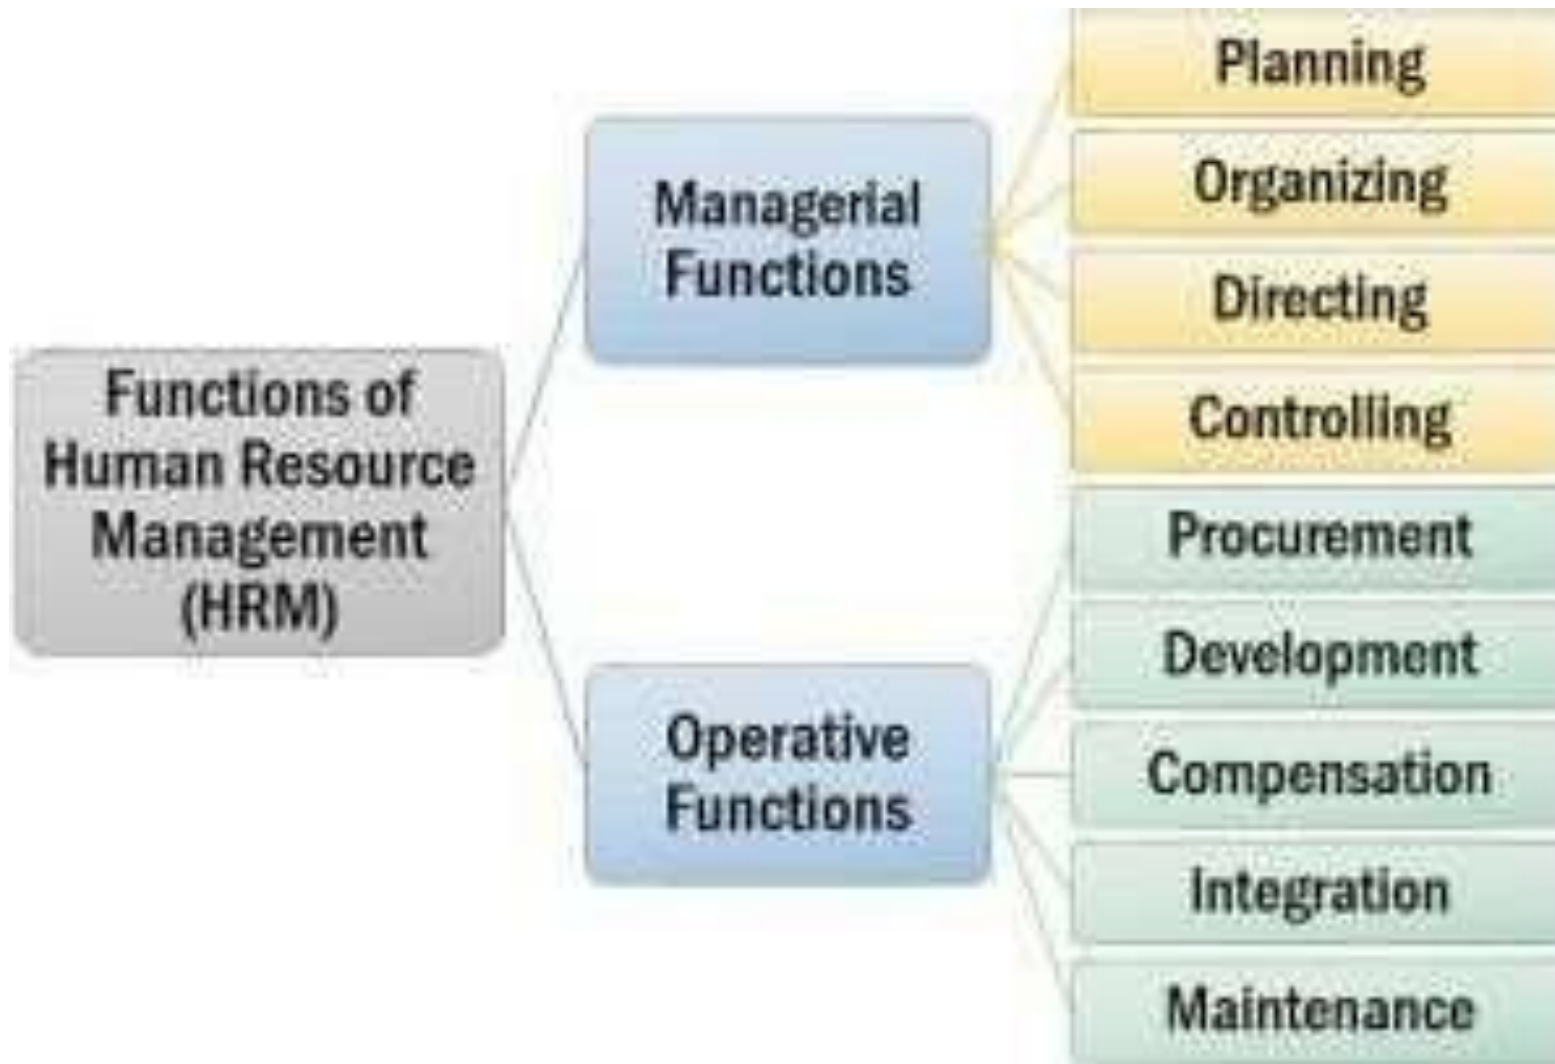 Functions of
Human Resource
Management
(HRM)
Managerial
Functions
Planning
Organizing
Directing
Controlling
Operative
Functions
Procurement
Development
Compensation
Integration
Maintenance